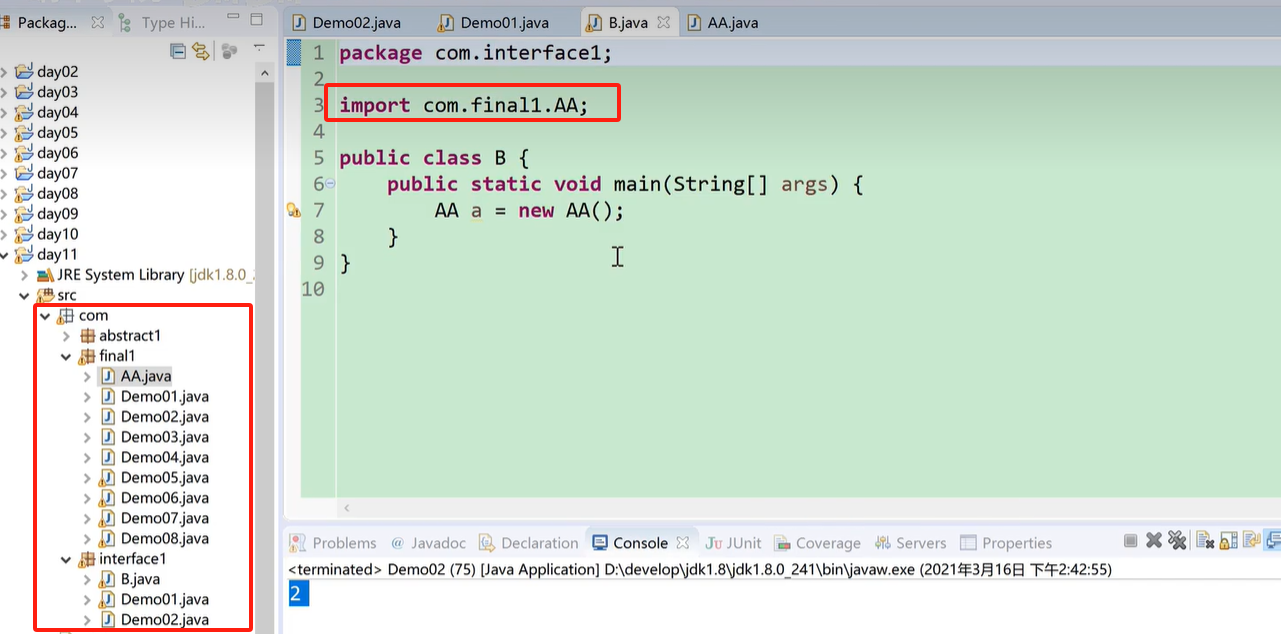 Packag...
Type Hi...
day02
day03
day04
day05
day06
day07
day08
day09
day10
day11
JRE System Library [jdk1.8.0_
src
com
abstract1
final1
AA.java
Demo01.java
Demo02.java
Demo03.java
Demo04.java
Demo05.java
Demo06.java
Demo07.java
Demo08.java
interface1
B.java
Demo01.java
Demo02.java
Demo02.java
Demo01.java
B.java
AA.java
1 package com.interface1;
2
3 import com.final1.AA;
4
5 public class B {
6 public static void main(String[] args) {
7 AA a = new AA();
8 }
9 }
10
Problems @ Javadoc Declaration Console JUnit Coverage Servers Properties
<terminated> Demo02 (75) [Java Application] D:\develop\jdk1.8\jdk1.8.0_241\bin\javaw.exe (2021年3月16日 下午2:42:55)
2